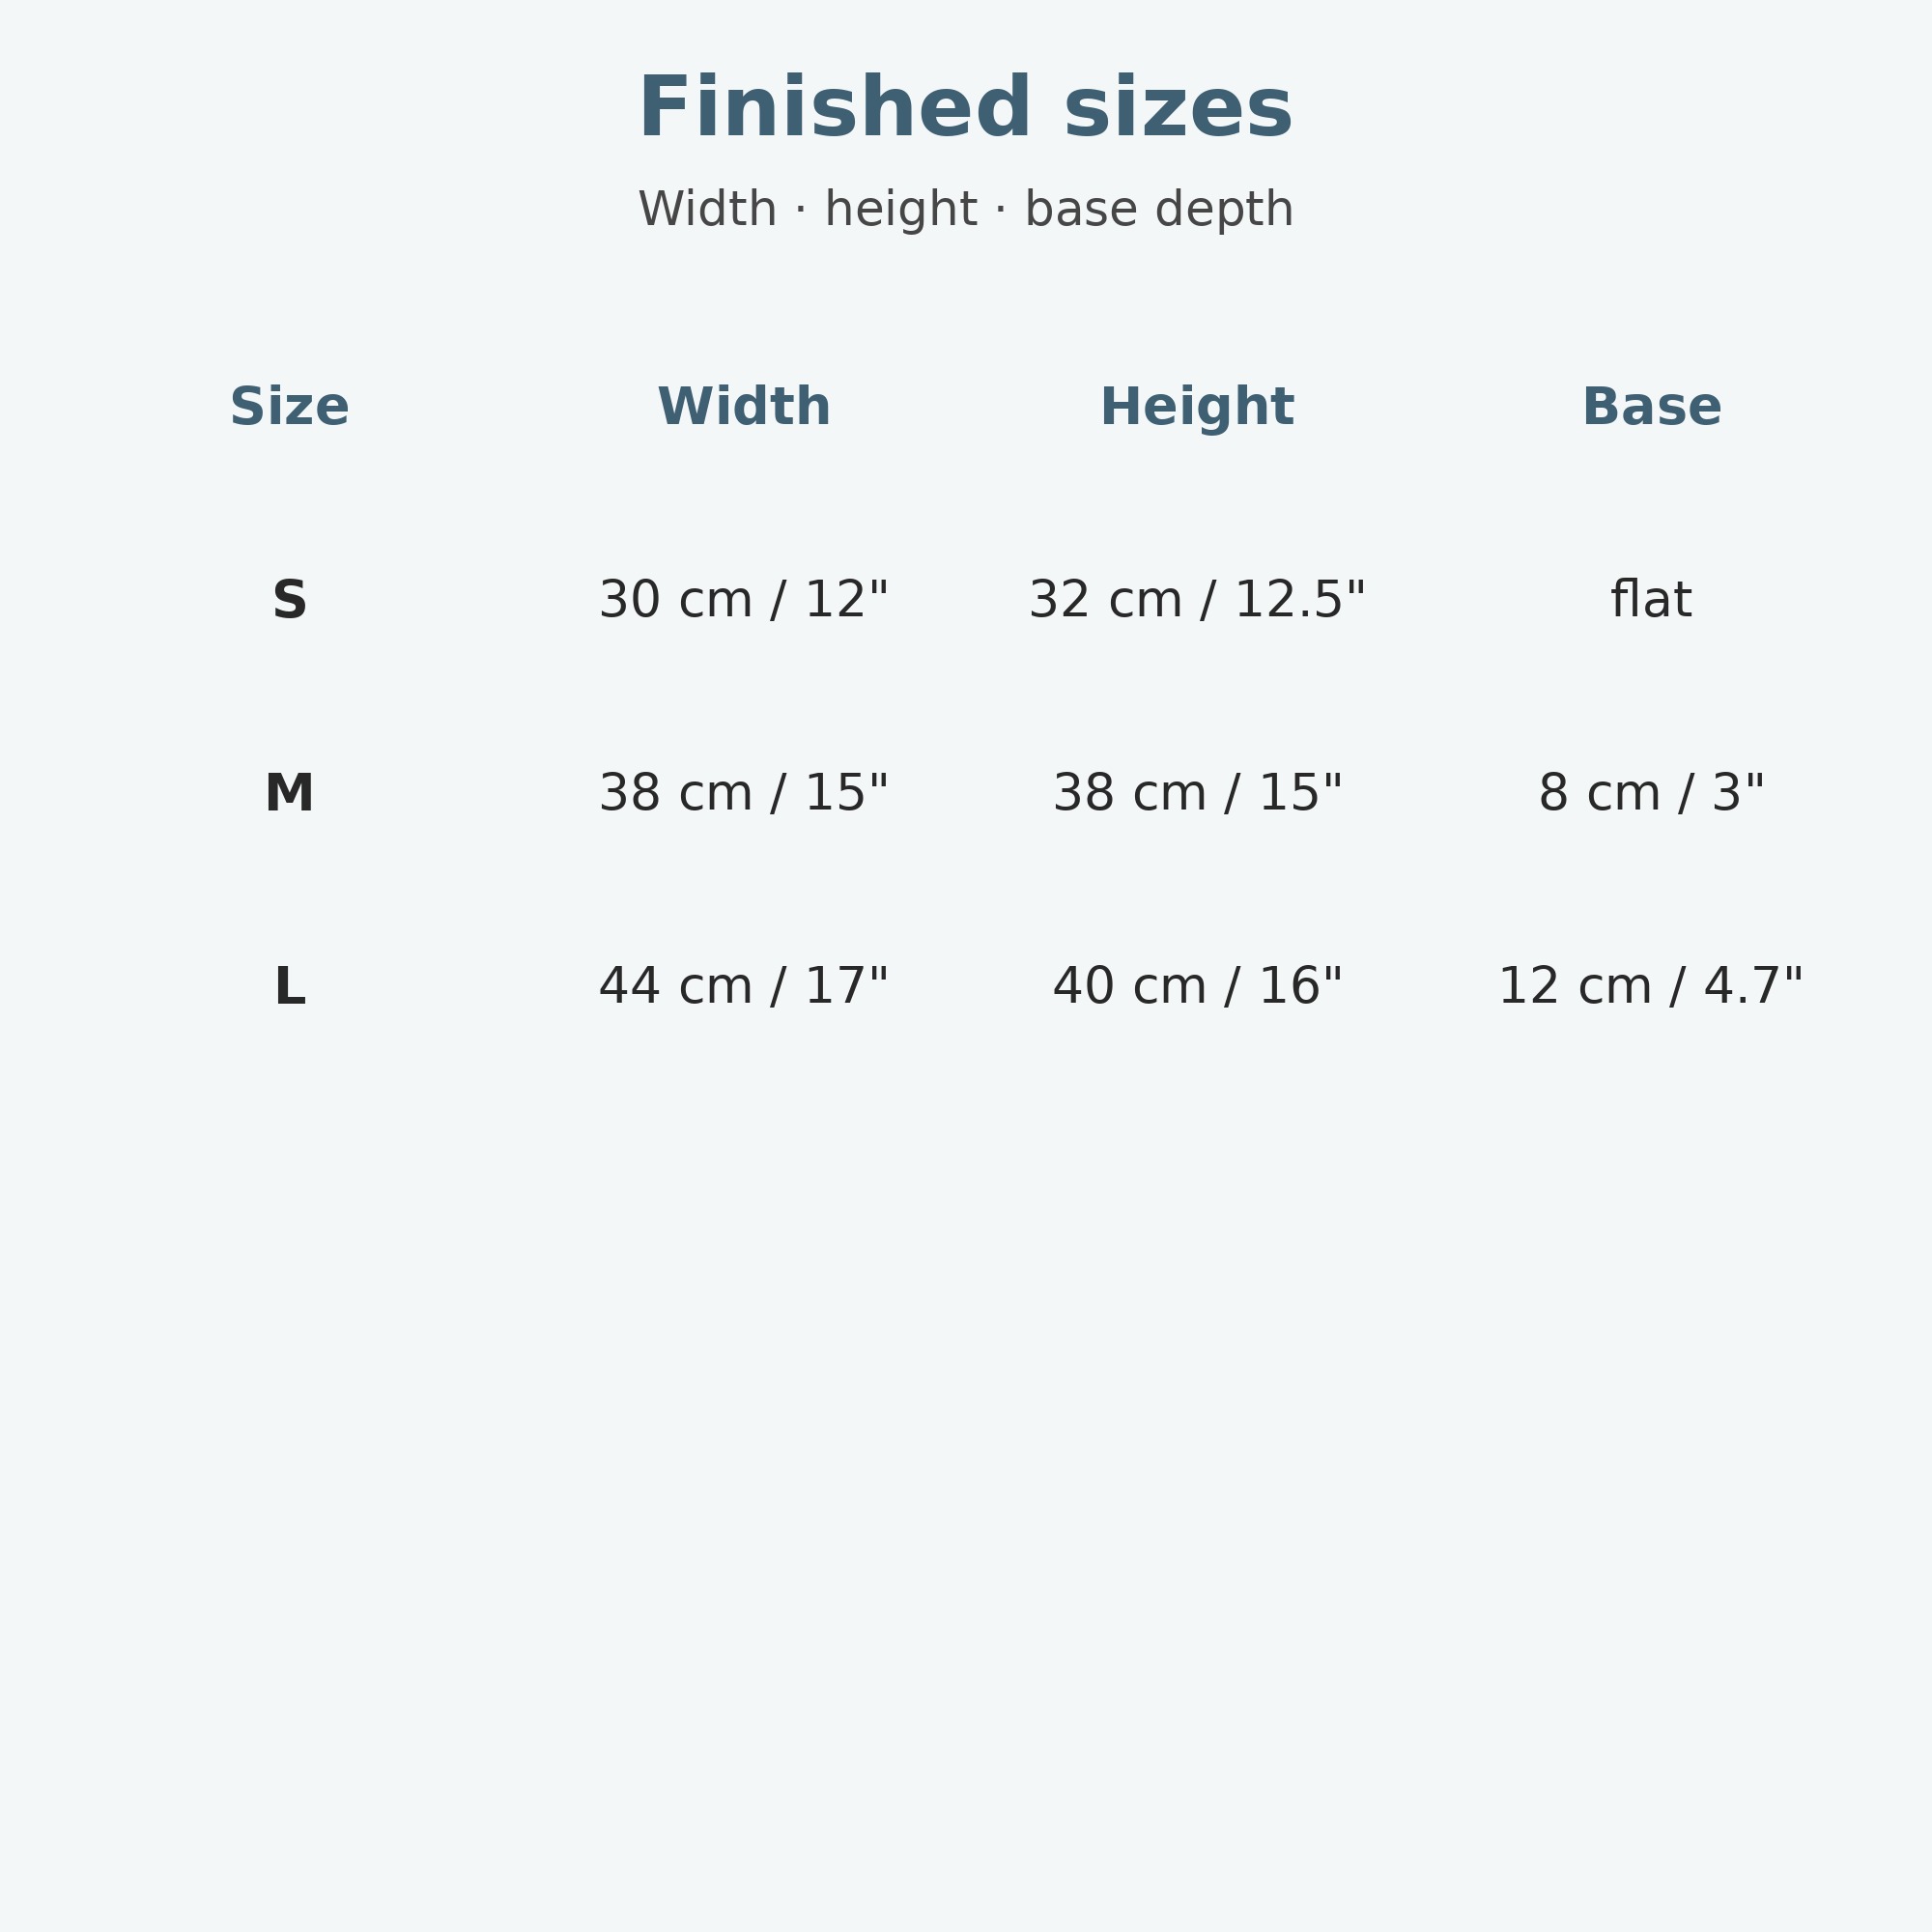 Finished sizes
Width · height · base depth
Size Width Height Base
S 30 cm / 12" 32 cm / 12.5" flat
M 38 cm / 15" 38 cm / 15" 8 cm / 3"
L 44 cm / 17" 40 cm / 16" 12 cm / 4.7"